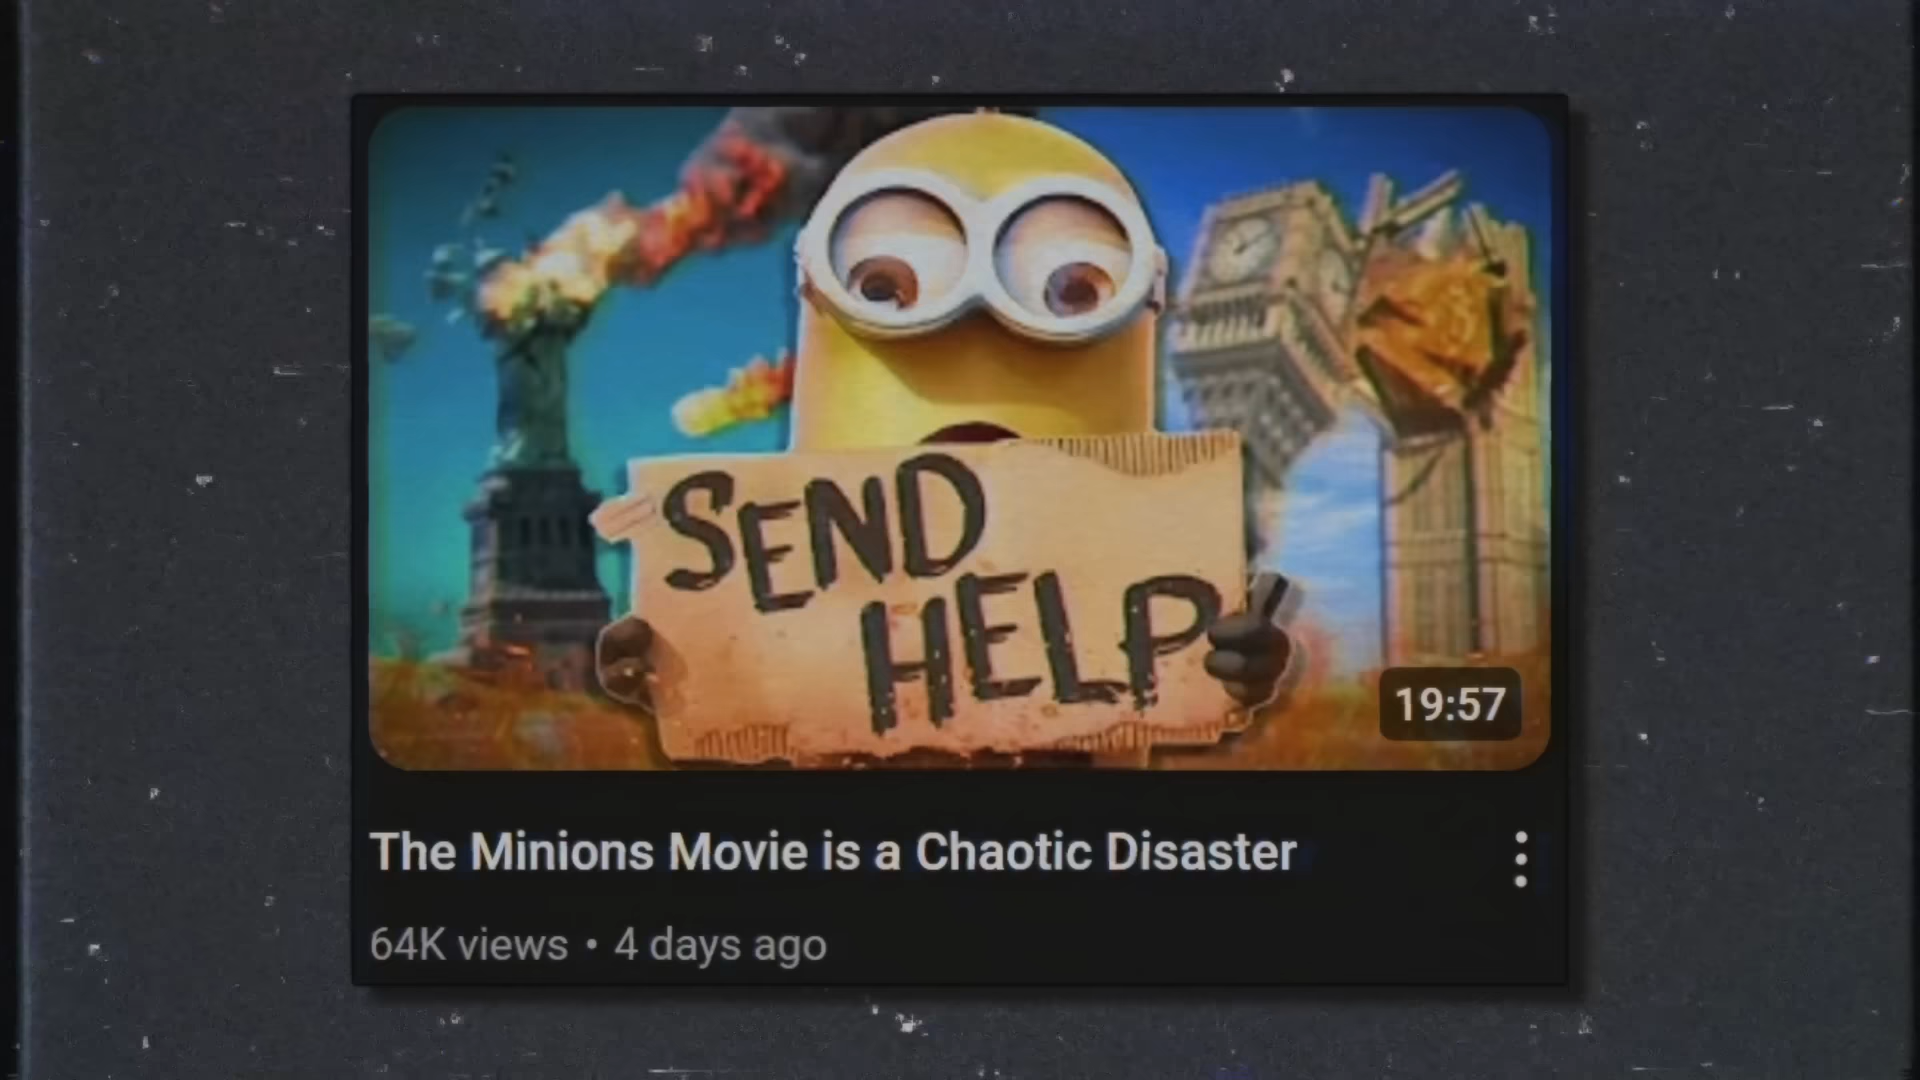 SEND
HELP
19:57
The Minions Movie is a Chaotic Disaster
64K views • 4 days ago